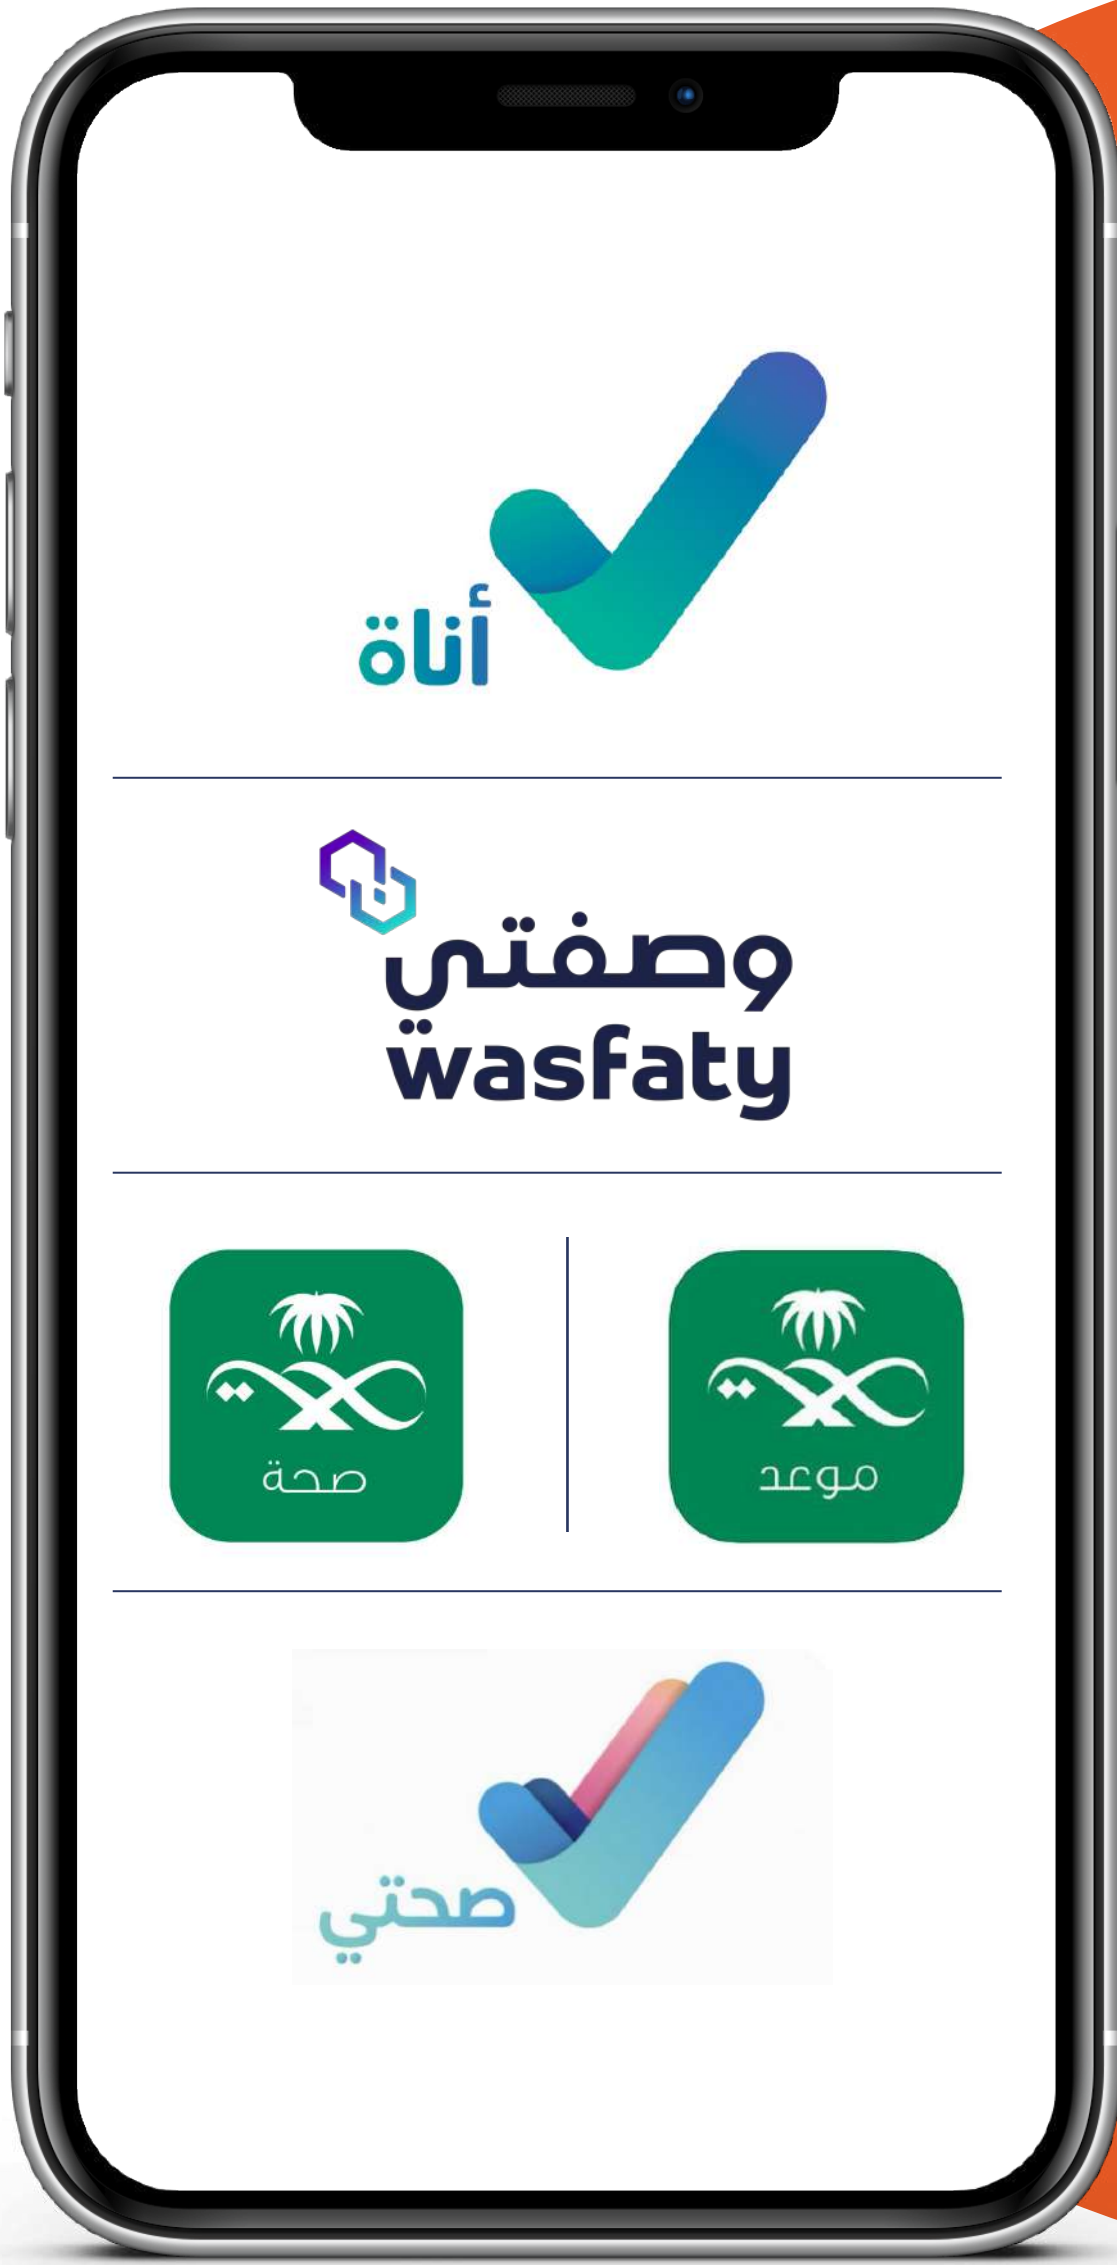 أناة
وصفتي
wasfaty
موعد
صحة
صحتي